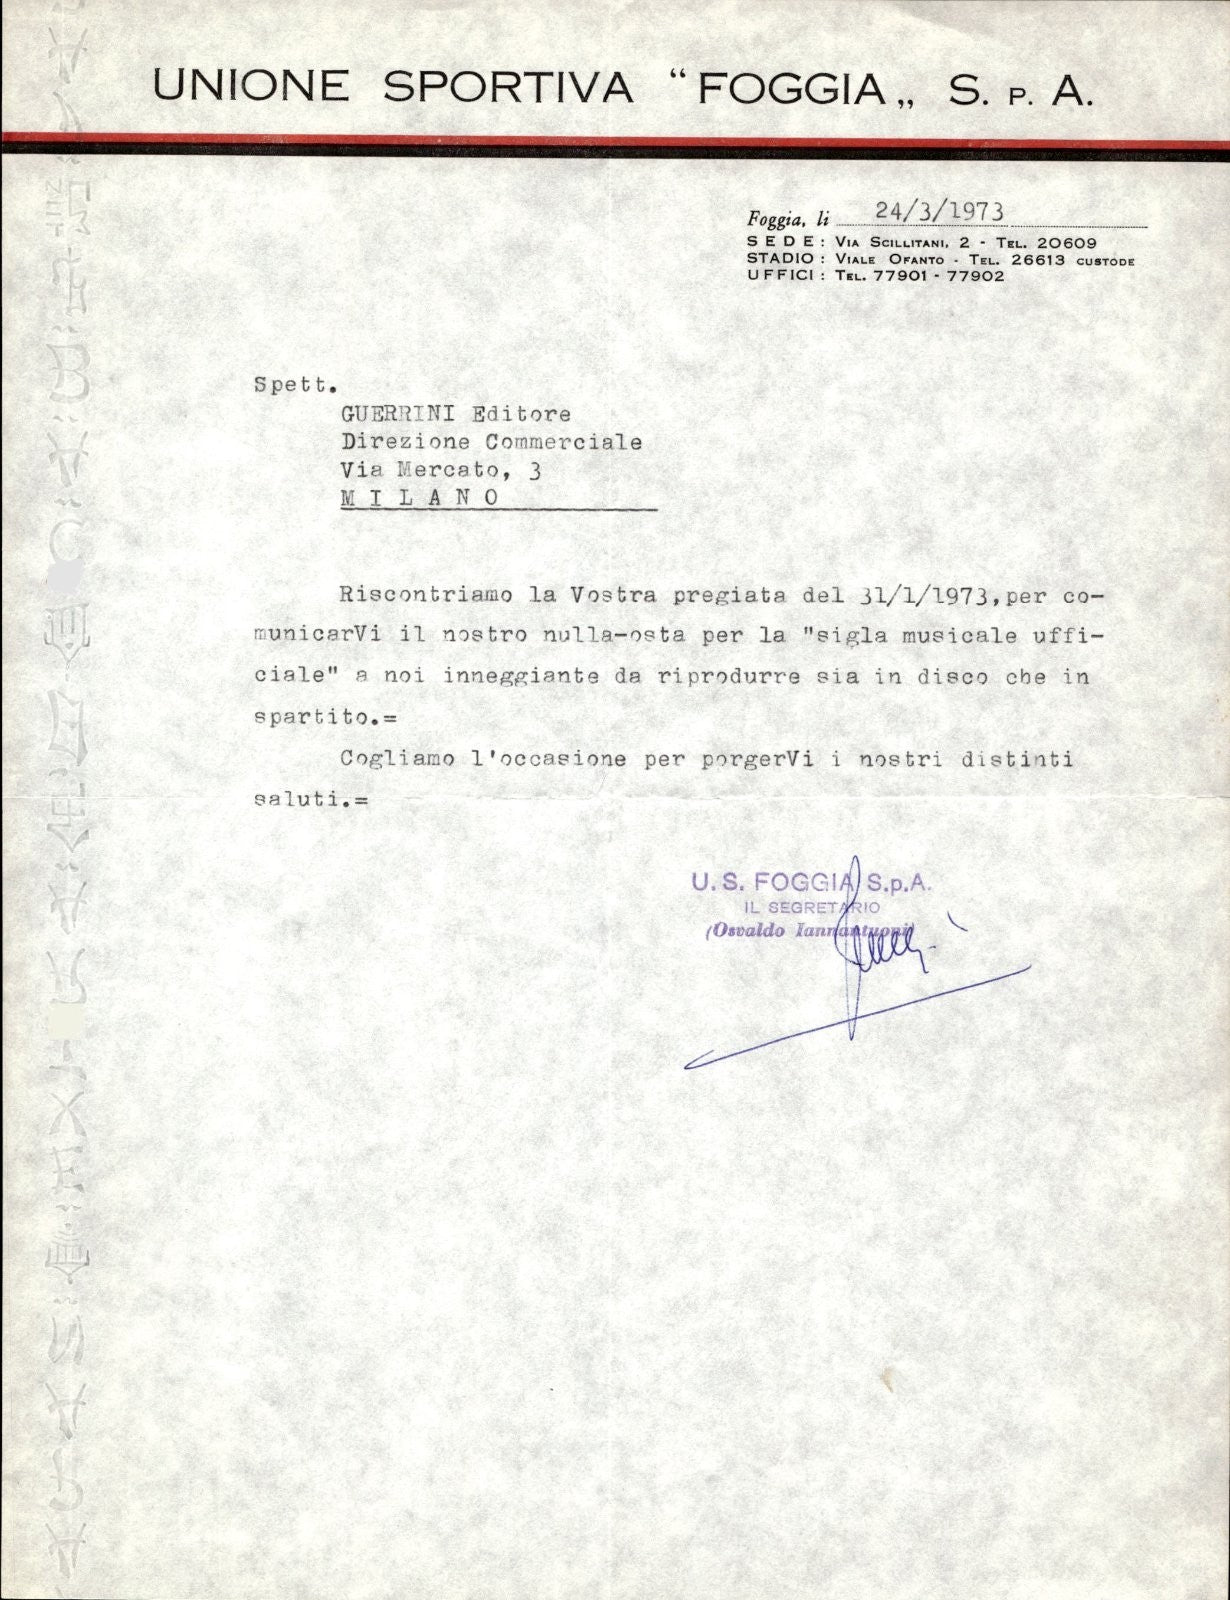 UNIONE SPORTIVA “FOGGIA„ S. P. A.
Foggia, li 24/3/1973
SEDE: VIA SCILLITANI, 2 - TEL. 20609
STADIO: VIALE OFANTO - TEL. 26613 CUSTODE
UFFICI: TEL. 77901 - 77902
Spett.
GUERRINI Editore
Direzione Commerciale
Via Mercato, 3
M I L A N O
Riscontriamo la Vostra pregiata del 31/1/1973,per co-
municarVi il nostro nulla-osta per la "sigla musicale uffi-
ciale" a noi inneggiante da riprodurre sia in disco che in
spartito.=
Cogliamo l'occasione per porgerVi i nostri distinti
saluti.=
U. S. FOGGIA S.p.A.
IL SEGRETARIO
(Osvaldo Iannantuoni)